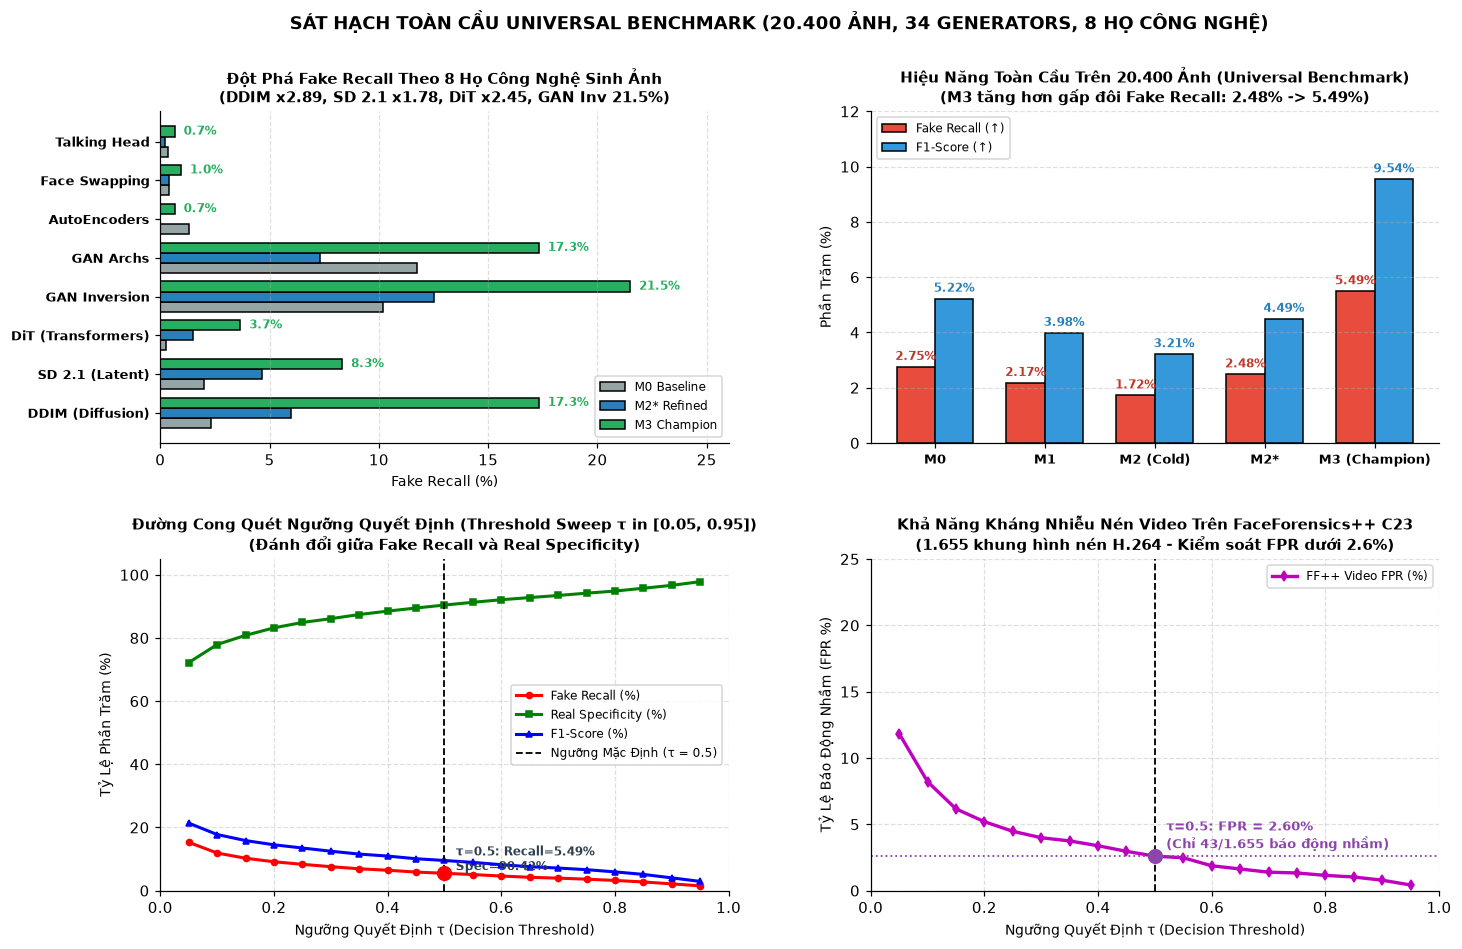 SÁT HẠCH TOÀN CẦU UNIVERSAL BENCHMARK (20.400 ẢNH, 34 GENERATORS, 8 HỌ CÔNG NGHỆ)
Đột Phá Fake Recall Theo 8 Họ Công Nghệ Sinh Ảnh
(DDIM x2.89, SD 2.1 x1.78, DiT x2.45, GAN Inv 21.5%)
Talking Head
0.7%
Face Swapping
1.0%
AutoEncoders
0.7%
GAN Archs
17.3%
GAN Inversion
21.5%
DiT (Transformers)
3.7%
SD 2.1 (Latent)
8.3%
DDIM (Diffusion)
17.3%
M0 Baseline
M2* Refined
M3 Champion
0 5 10 15 20 25
Fake Recall (%)
Hiệu Năng Toàn Cầu Trên 20.400 Ảnh (Universal Benchmark)
(M3 tăng hơn gấp đôi Fake Recall: 2.48% -> 5.49%)
Fake Recall (↑)
F1-Score (↑)
Phần Trăm (%)
12
10
8
6
4
2
0
2.75%
5.22%
2.17%
3.98%
1.72%
3.21%
2.48%
4.49%
5.49%
9.54%
M0 M1 M2 (Cold) M2* M3 (Champion)
Đường Cong Quét Ngưỡng Quyết Định (Threshold Sweep τ in [0.05, 0.95])
(Đánh đổi giữa Fake Recall và Real Specificity)
Tỷ Lệ Phần Trăm (%)
100
80
60
40
20
0
Fake Recall (%)
Real Specificity (%)
F1-Score (%)
Ngưỡng Mặc Định (τ = 0.5)
τ=0.5: Recall=5.49%
Spec=90.42%
0.0 0.2 0.4 0.6 0.8 1.0
Ngưỡng Quyết Định τ (Decision Threshold)
Khả Năng Kháng Nhiễu Nén Video Trên FaceForensics++ C23
(1.655 khung hình nén H.264 - Kiểm soát FPR dưới 2.6%)
FF++ Video FPR (%)
Tỷ Lệ Báo Động Nhầm (FPR %)
25
20
15
10
5
0
τ=0.5: FPR = 2.60%
(Chỉ 43/1.655 báo động nhầm)
0.0 0.2 0.4 0.6 0.8 1.0
Ngưỡng Quyết Định τ (Decision Threshold)